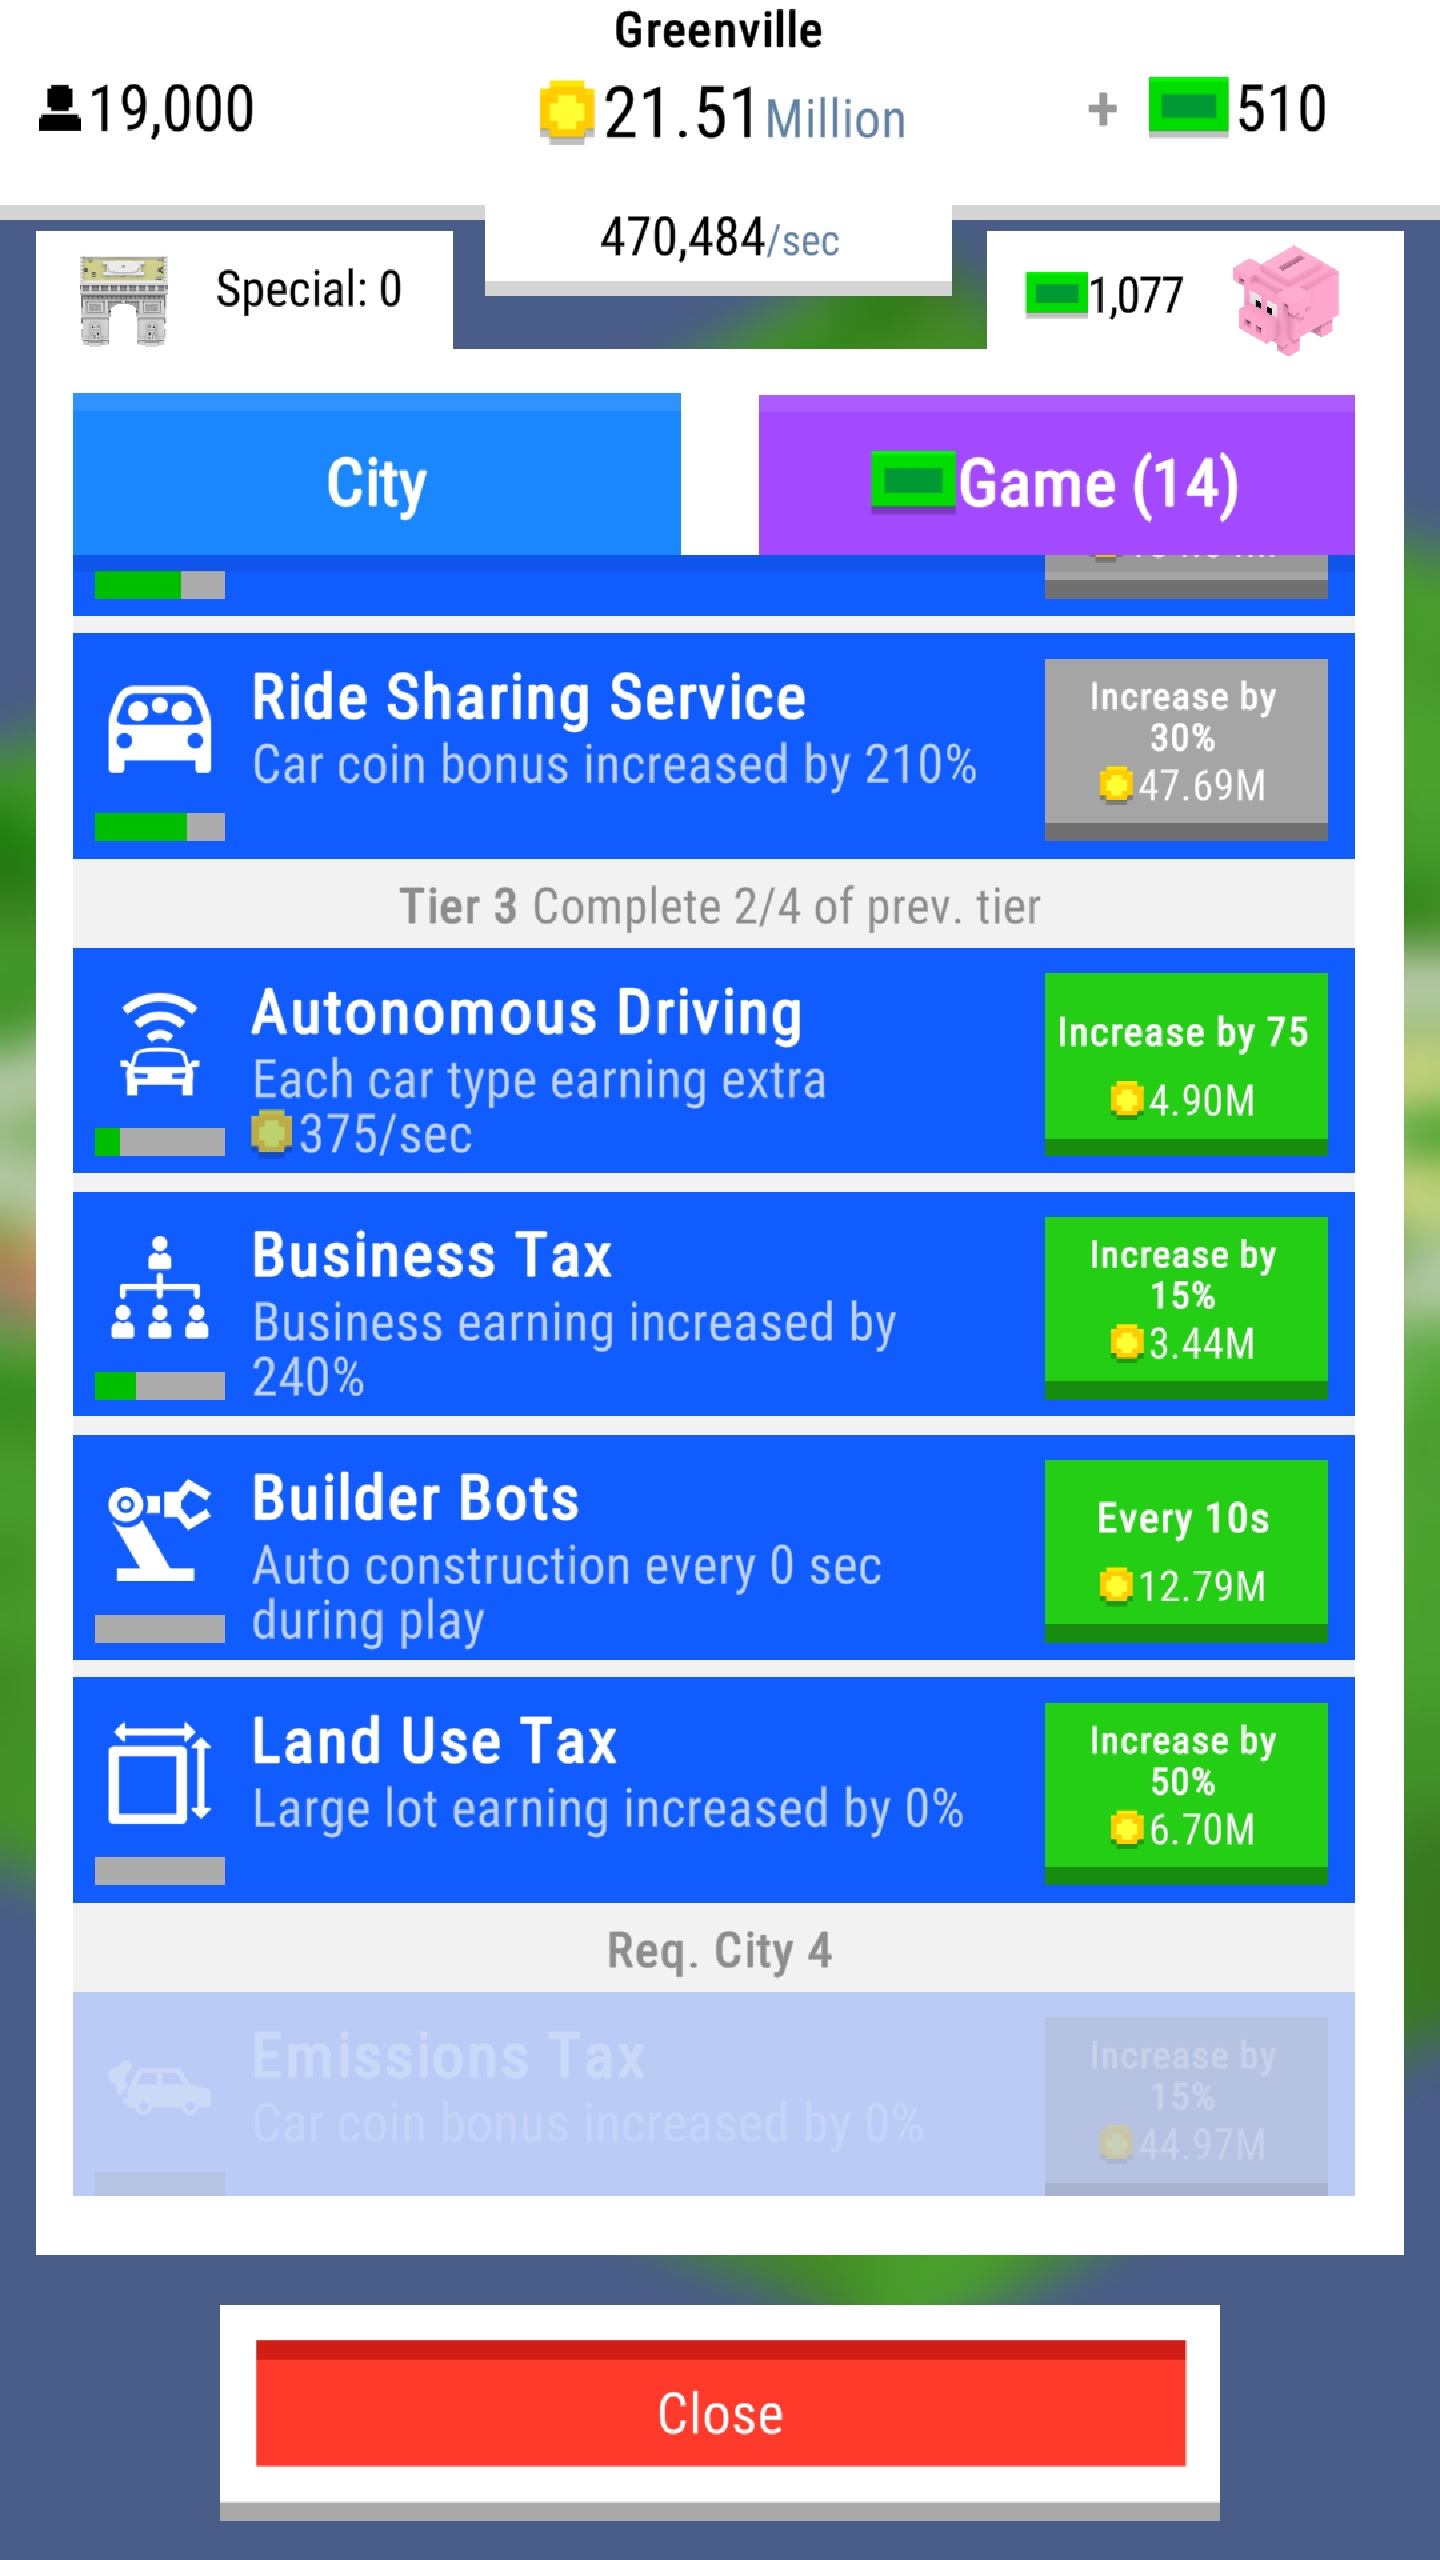 Greenville
19,000
21.51 Million
+ 510
470,484/sec
Special: 0
1,077
City
Game (14)
Ride Sharing Service
Car coin bonus increased by 210%
Increase by
30%
47.69M
Tier 3 Complete 2/4 of prev. tier
Autonomous Driving
Each car type earning extra
375/sec
Increase by 75
4.90M
Business Tax
Business earning increased by
240%
Increase by
15%
3.44M
Builder Bots
Auto construction every 0 sec
during play
Every 10s
12.79M
Land Use Tax
Large lot earning increased by 0%
Increase by
50%
6.70M
Req. City 4
Emissions Tax
Car coin bonus increased by 0%
Increase by
15%
44.97M
Close